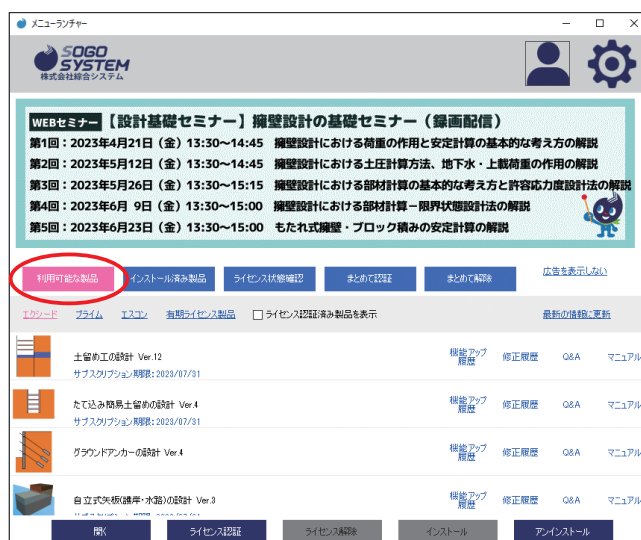 メニューランチャー
SOGO
SYSTEM
株式会社綜合システム
WEBセミナー 【設計基礎セミナー】擁壁設計の基礎セミナー（録画配信）
第1回：2023年4月21日（金）13:30～14:45 擁壁設計における荷重の作用と安定計算の基本的な考え方の解説
第2回：2023年5月12日（金）13:30～14:45 擁壁設計における土圧計算方法、地下水・上載荷重の作用の解説
第3回：2023年5月26日（金）13:30～15:15 擁壁設計における部材計算の基本的な考え方と許容応力度設計法の解説
第4回：2023年6月 9日（金）13:30～15:00 擁壁設計における部材計算－限界状態設計法の解説
第5回：2023年6月23日（金）13:30～15:00 もたれ式擁壁・ブロック積みの安定計算の解説
利用可能な製品 インストール済み製品 ライセンス状態確認 まとめて認証 まとめて解除 広告を表示しない
エクシード プライム エスコン 有期ライセンス製品 ライセンス認証済み製品を表示 最新の情報に更新
土留め工の設計 Ver.12 機能アップ履歴 修正履歴 Q&A マニュアル
サブスクリプション期限：2023/07/31
たて込み簡易土留めの設計 Ver.4 機能アップ履歴 修正履歴 Q&A マニュアル
サブスクリプション期限：2023/07/31
グラウンドアンカーの設計 Ver.4 機能アップ履歴 修正履歴 Q&A マニュアル
自立式矢板(護岸・水路)の設計 Ver.3 機能アップ履歴 修正履歴 Q&A マニュアル
開く ライセンス認証 ライセンス解除 インストール アンインストール